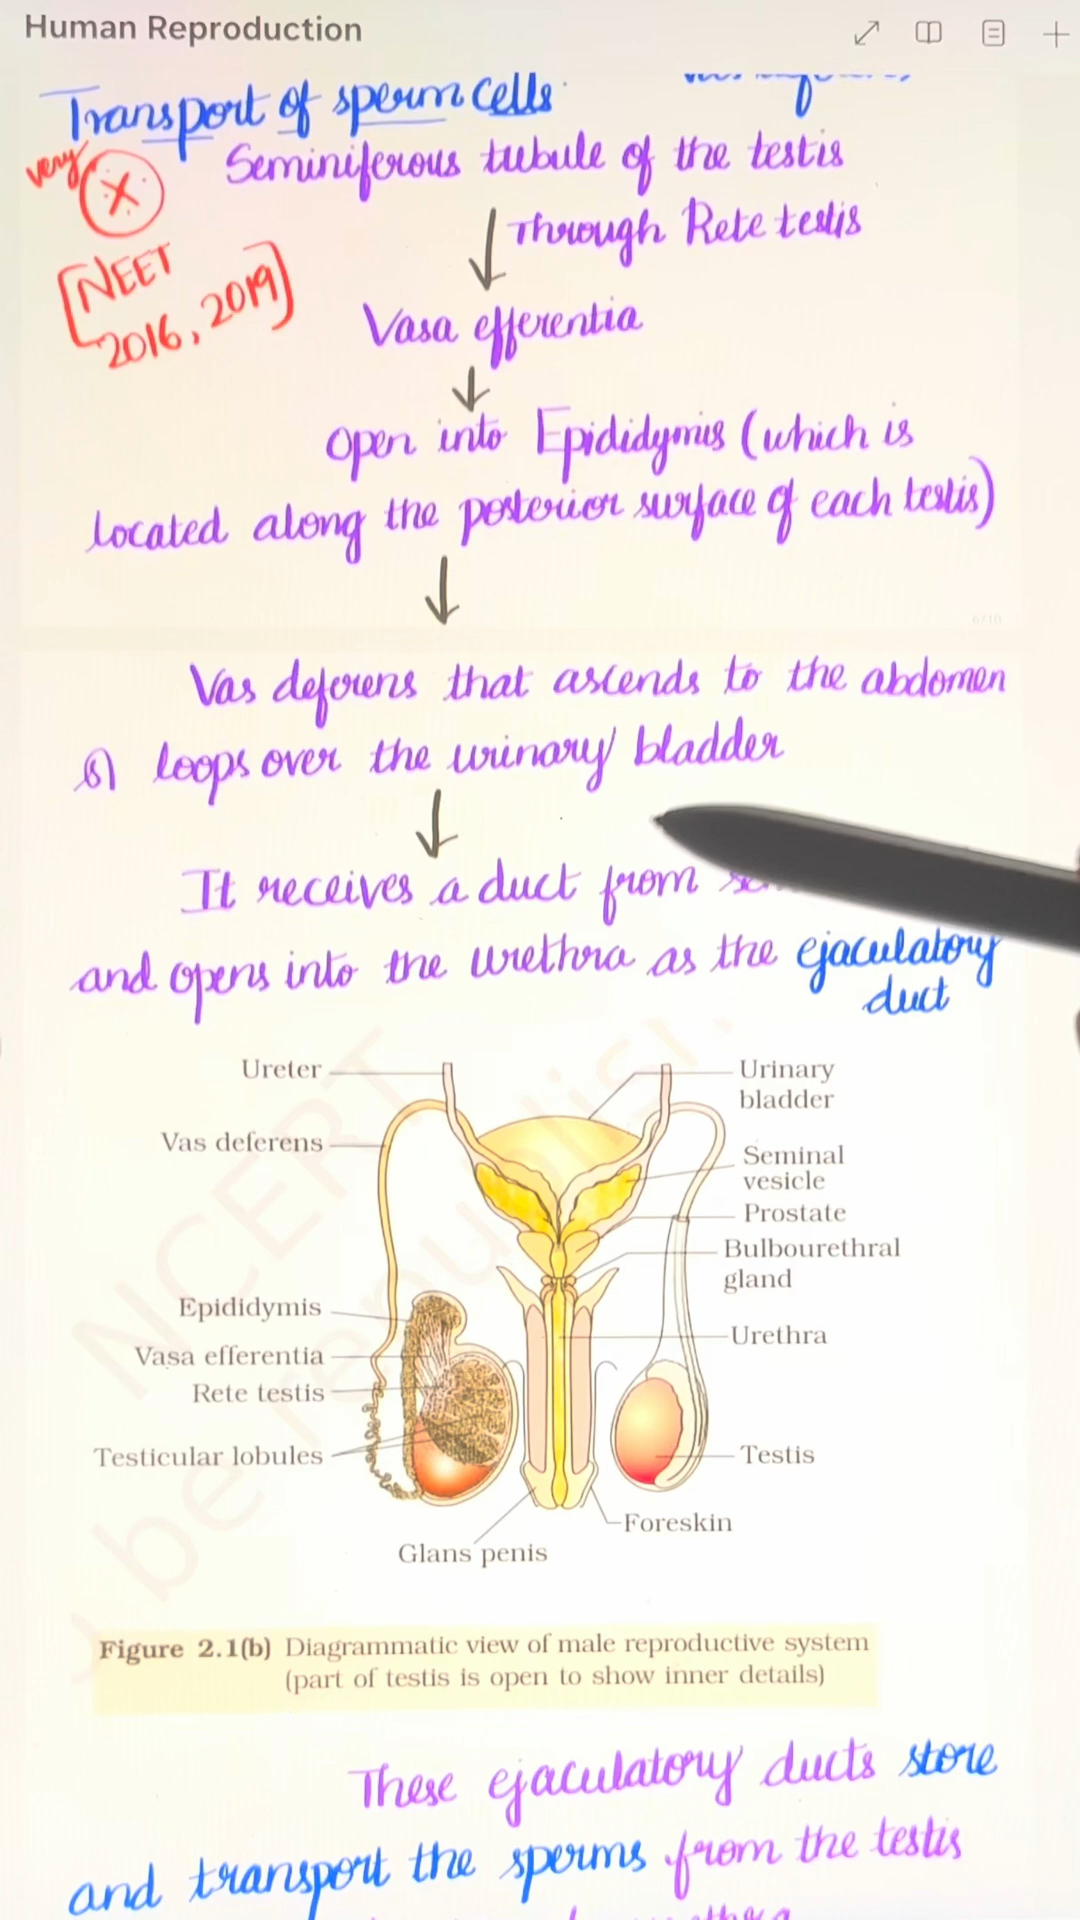 Human Reproduction
Transport of sperm cells
very
[NEET
2016, 2019]
Seminiferous tubule of the testis
Through Rete testis
Vasa efferentia
Open into Epididymis (which is
located along the posterior surface of each testis)
6/10
Vas deferens that ascends to the abdomen
& loops over the urinary bladder
It receives a duct from
and opens into the urethra as the ejaculatory
duct
Ureter
Urinary
bladder
Vas deferens
Seminal
vesicle
Prostate
Bulbourethral
gland
Epididymis
Urethra
Vasa efferentia
Rete testis
Testicular lobules
Testis
Foreskin
Glans penis
Figure 2.1(b) Diagrammatic view of male reproductive system
(part of testis is open to show inner details)
These ejaculatory ducts store
and transport the sperms from the testis